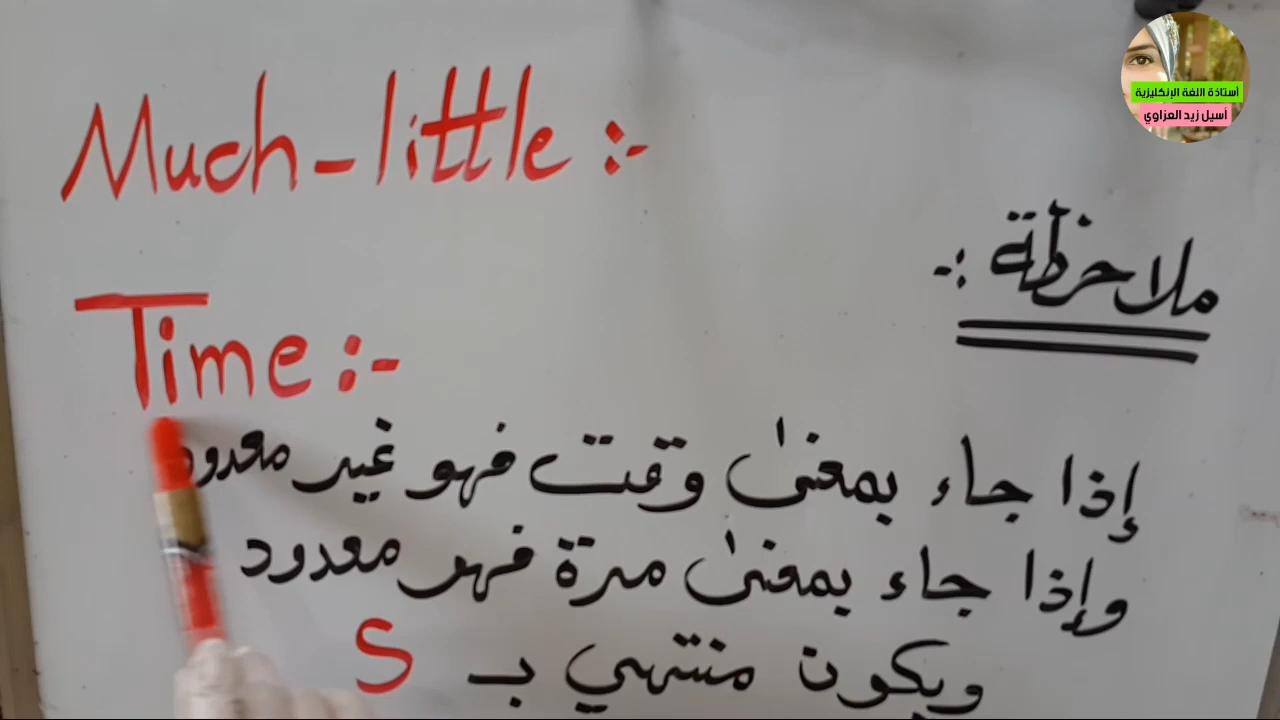 أستاذة اللغة الإنكليزية
أسيل زيد العزاوي
Much-little :-
ملاحظة :-
Time :-
إذا جاء بمعنى وقت فهو غير معدود
وإذا جاء بمعنى مرة فهو معدود
ويكون منتهي بـ S